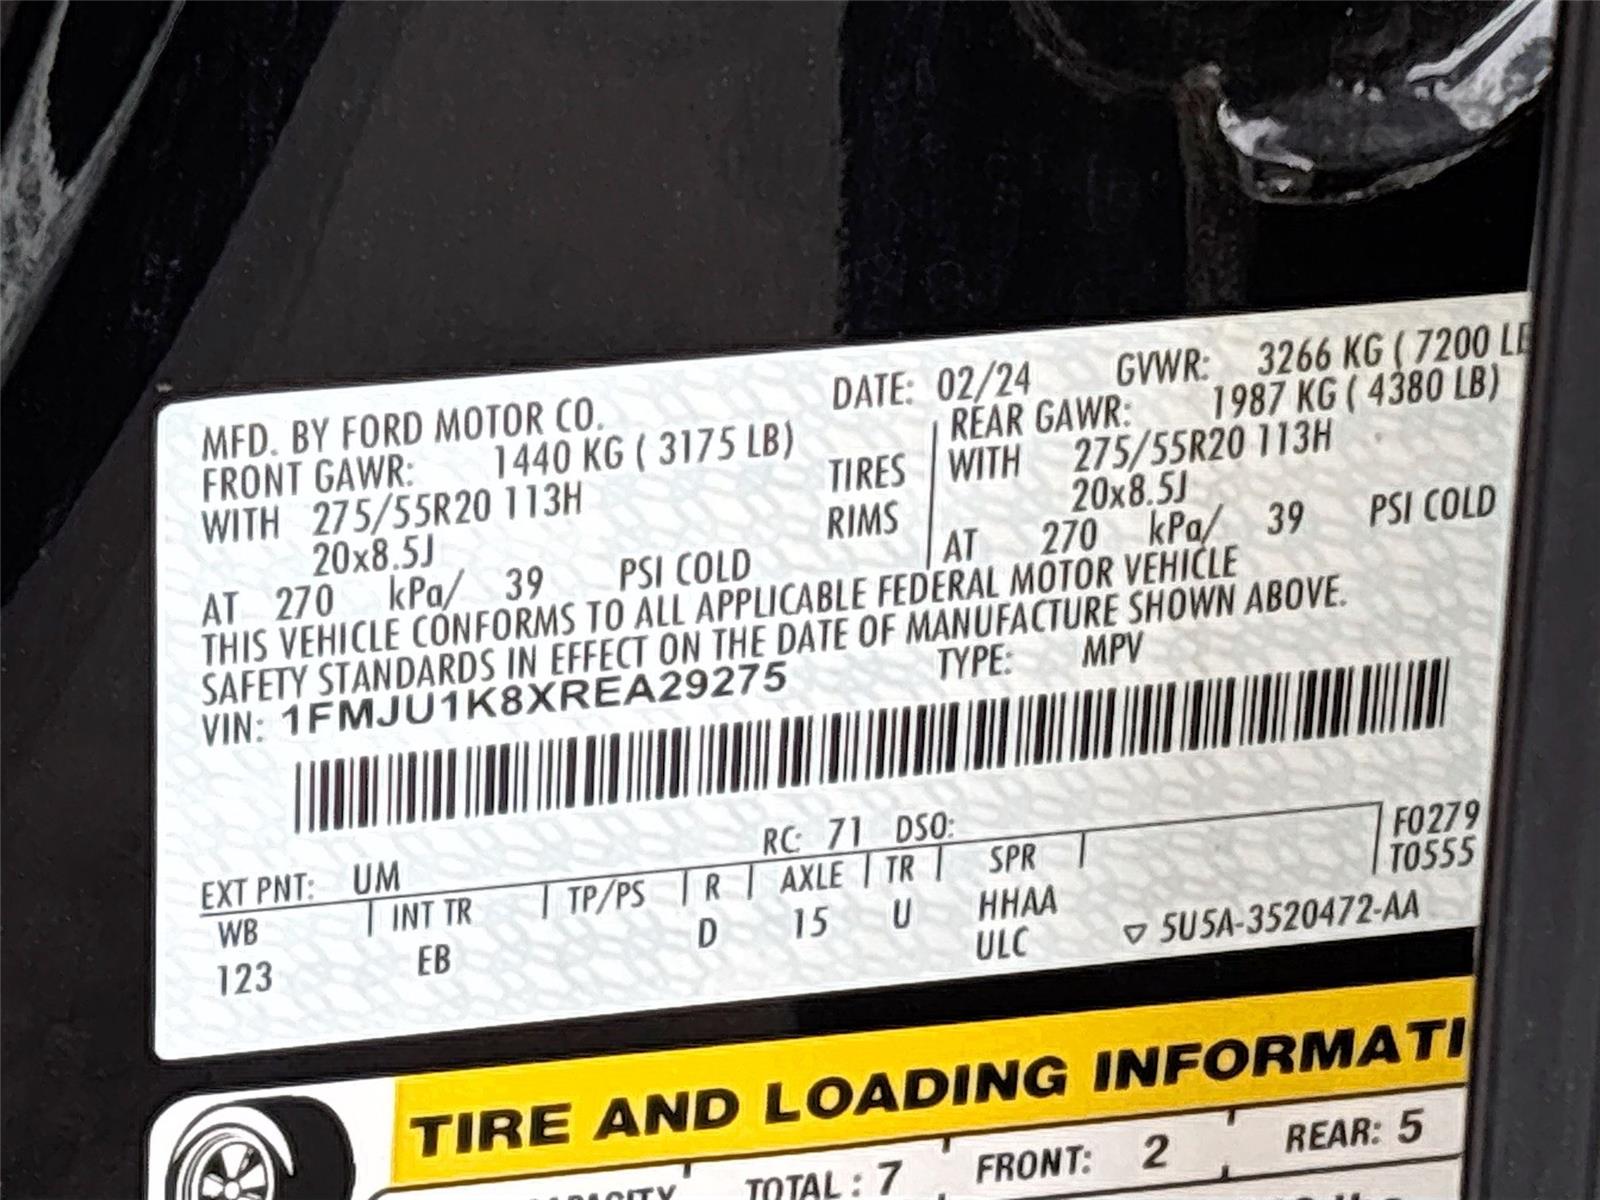 MFD. BY FORD MOTOR CO. DATE: 02/24 GVWR: 3266 KG ( 7200 LB
FRONT GAWR: 1440 KG ( 3175 LB) REAR GAWR: 1987 KG ( 4380 LB)
WITH 275/55R20 113H TIRES WITH 275/55R20 113H
20x8.5J RIMS 20x8.5J
AT 270 kPa/ 39 PSI COLD AT 270 kPa/ 39 PSI COLD
THIS VEHICLE CONFORMS TO ALL APPLICABLE FEDERAL MOTOR VEHICLE
SAFETY STANDARDS IN EFFECT ON THE DATE OF MANUFACTURE SHOWN ABOVE.
VIN: 1FMJU1K8XREA29275 TYPE: MPV
EXT PNT: UM RC: 71 DSO: F0279
WB INT TR TP/PS R AXLE TR SPR T0555
123 EB D 15 U HHAA
ULC ▽ 5U5A-3520472-AA
TIRE AND LOADING INFORMATI
TOTAL : 7 FRONT: 2 REAR: 5